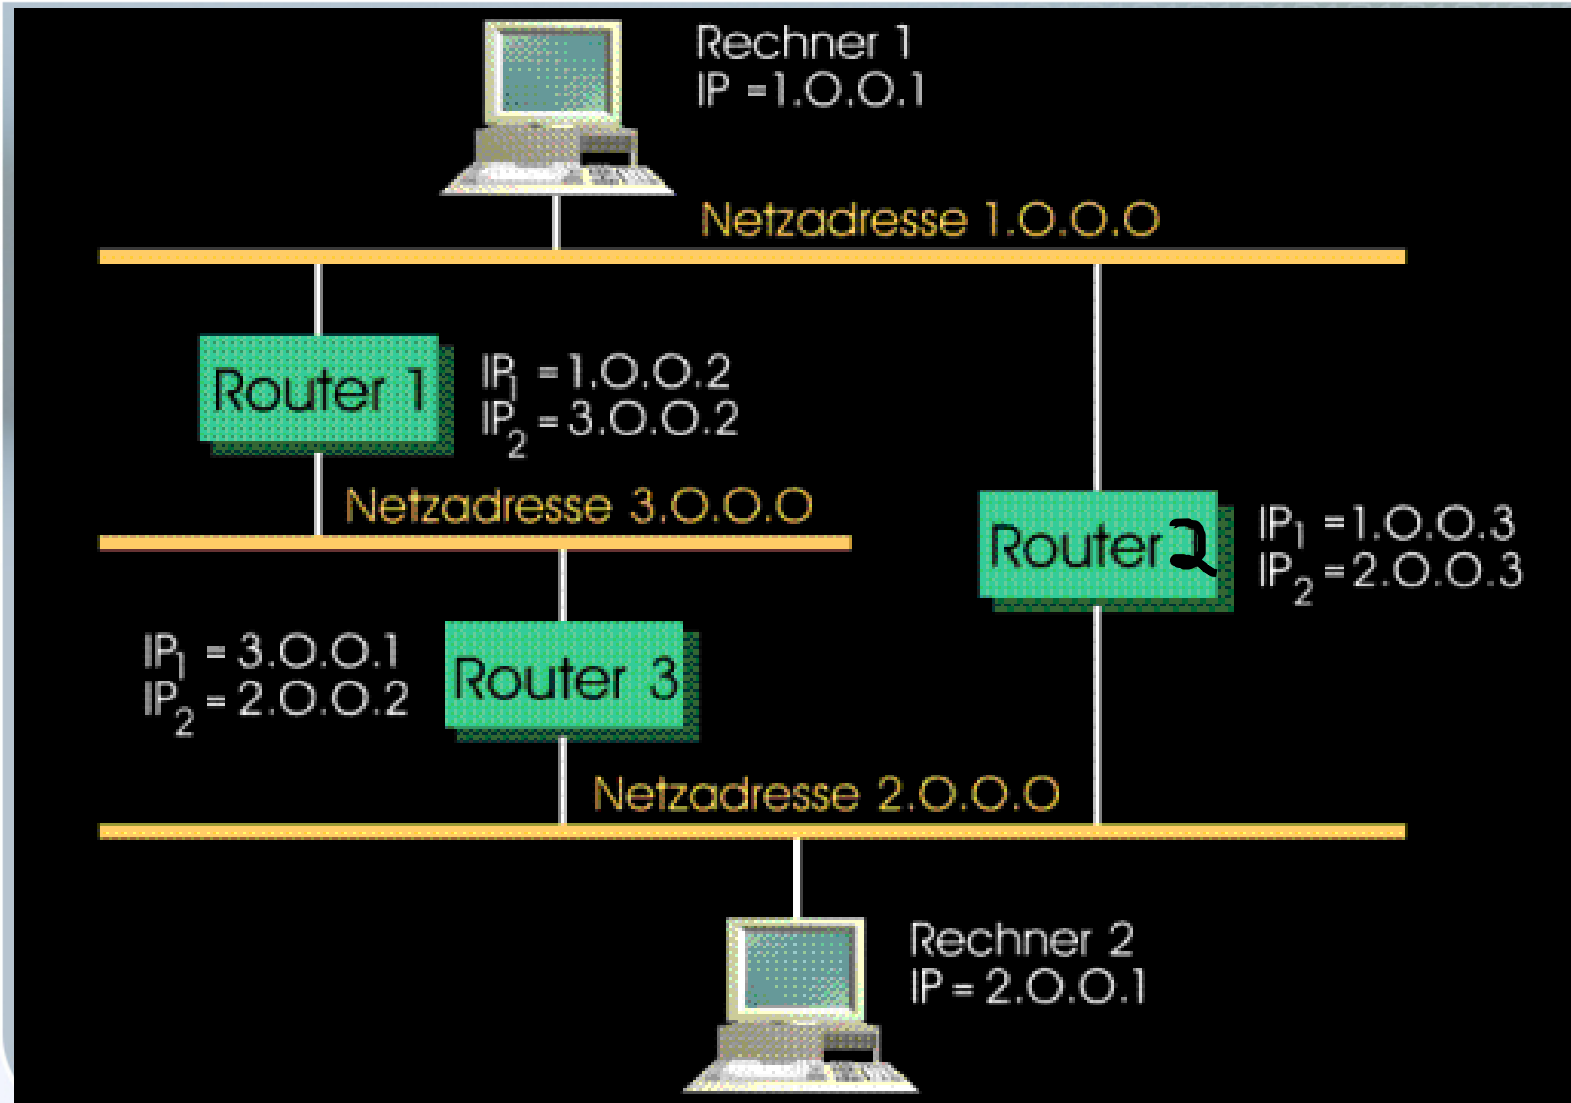 Rechner 1
IP =1.0.0.1
Netzadresse 1.0.0.0
Router 1
IP1 =1.0.0.2
IP2 =3.0.0.2
Netzadresse 3.0.0.0
Router 2
IP1 =1.0.0.3
IP2 =2.0.0.3
IP1 =3.0.0.1
IP2 =2.0.0.2
Router 3
Netzadresse 2.0.0.0
Rechner 2
IP = 2.0.0.1